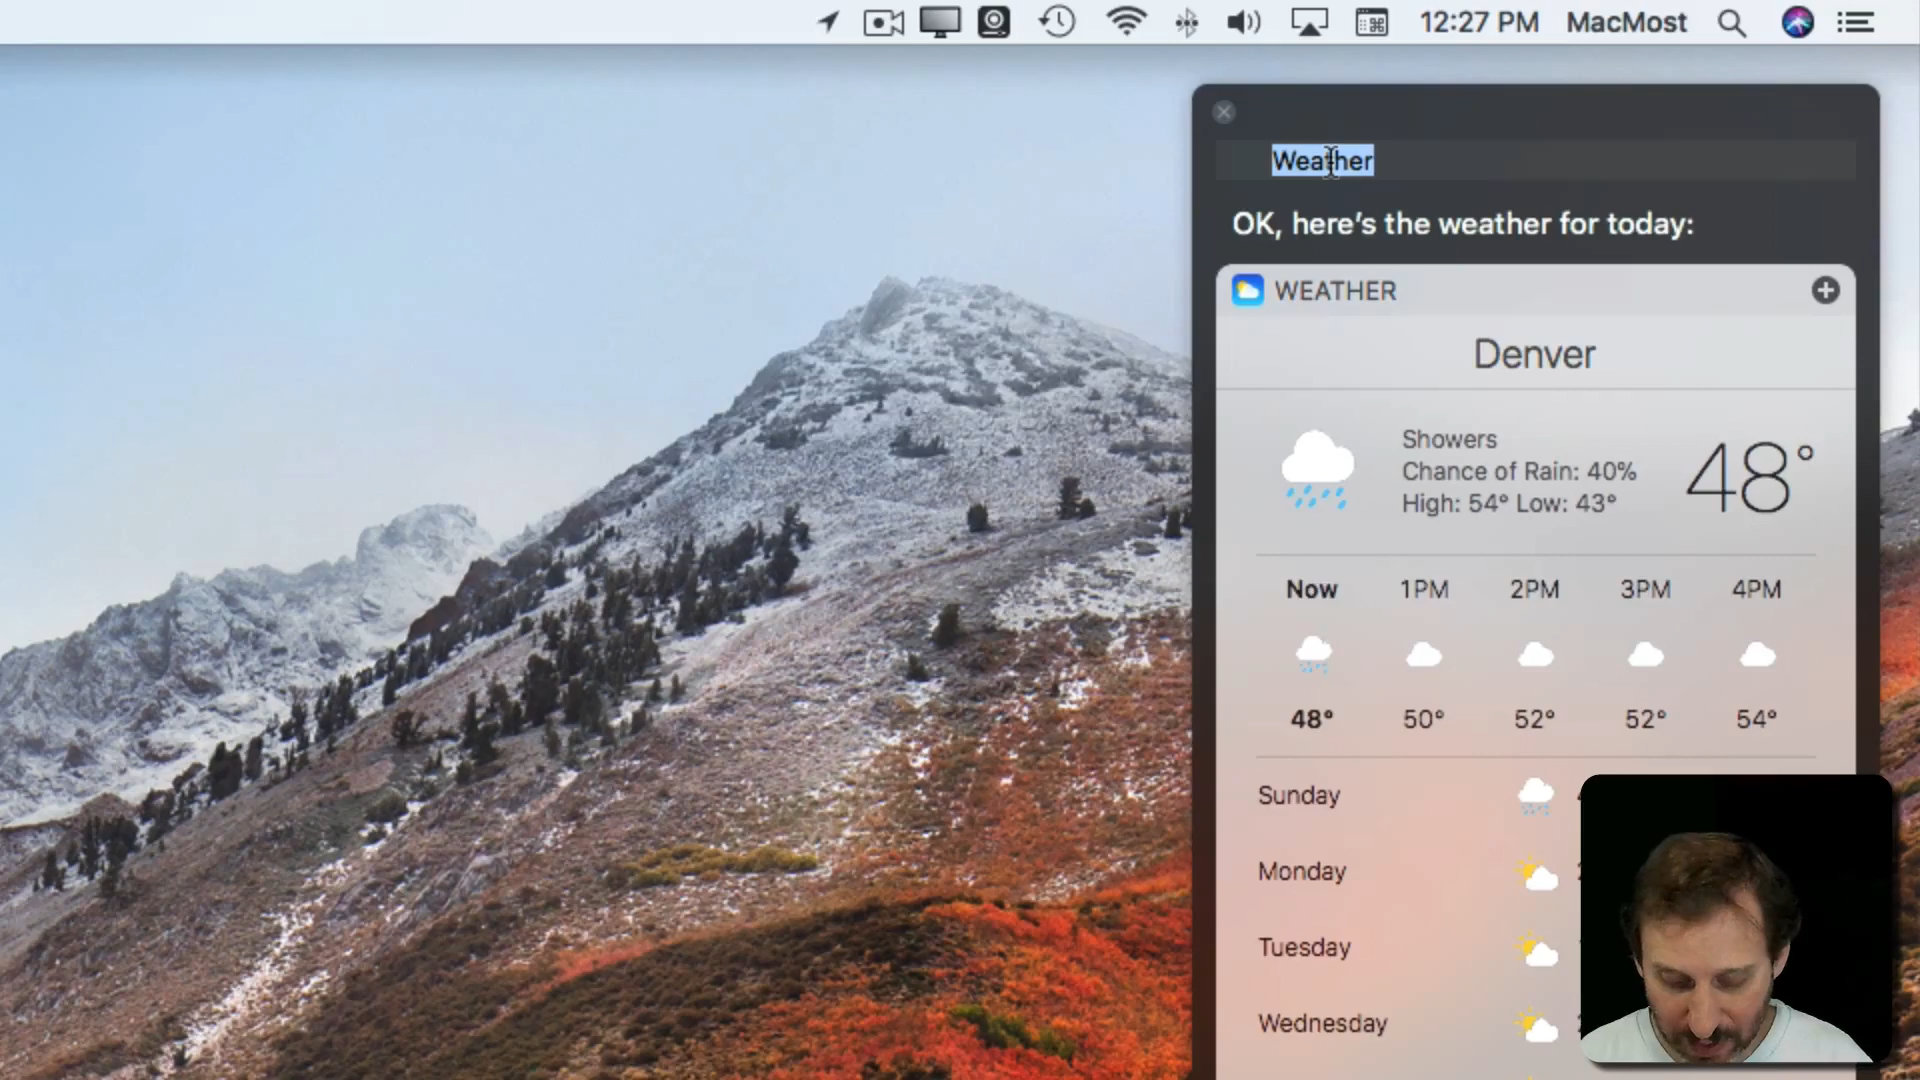 12:27 PM MacMost
Weather
OK, here's the weather for today:
WEATHER
Denver
Showers
Chance of Rain: 40%
High: 54° Low: 43°
48°
Now 1PM 2PM 3PM 4PM
48° 50° 52° 52° 54°
Sunday
Monday
Tuesday
Wednesday